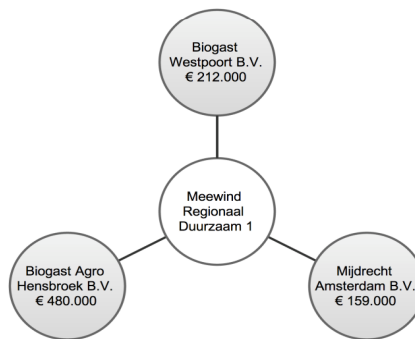 Biogast
Westpoort B.V.
€ 212.000
Meewind
Regionaal
Duurzaam 1
Biogast Agro
Hensbroek B.V.
€ 480.000
Mijdrecht
Amsterdam B.V.
€ 159.000